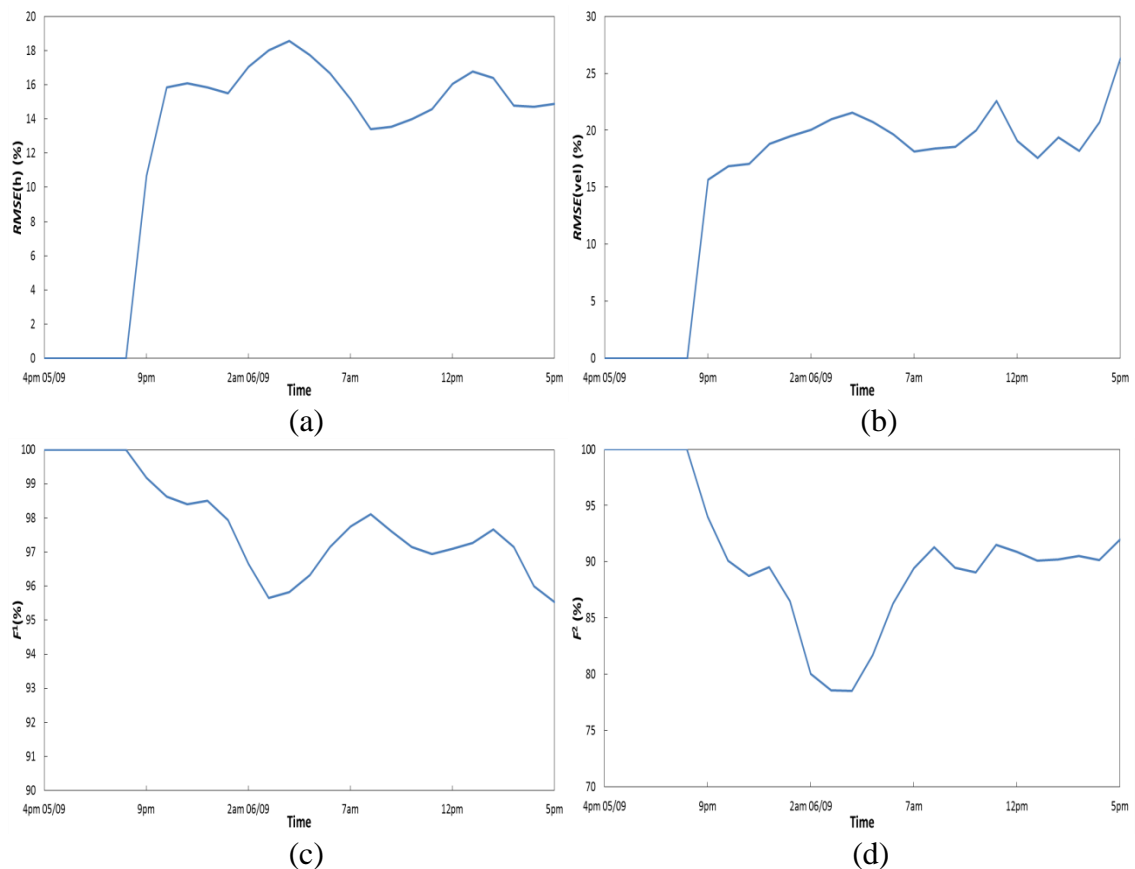 20
18
16
14
12
10
8
6
4
2
0
RMSE(h) (%)
4pm 05/09 9pm 2am 06/09 7am 12pm 5pm
Time
(a)
30
25
20
15
10
5
0
RMSE(vel) (%)
4pm 05/09 9pm 2am 06/09 7am 12pm 5pm
Time
(b)
100
99
98
97
96
95
94
93
92
91
90
F¹(%)
4pm 05/09 9pm 2am 06/09 7am 12pm 5pm
Time
(c)
100
95
90
85
80
75
70
F² (%)
4pm 05/09 9pm 2am 06/09 7am 12pm 5pm
Time
(d)